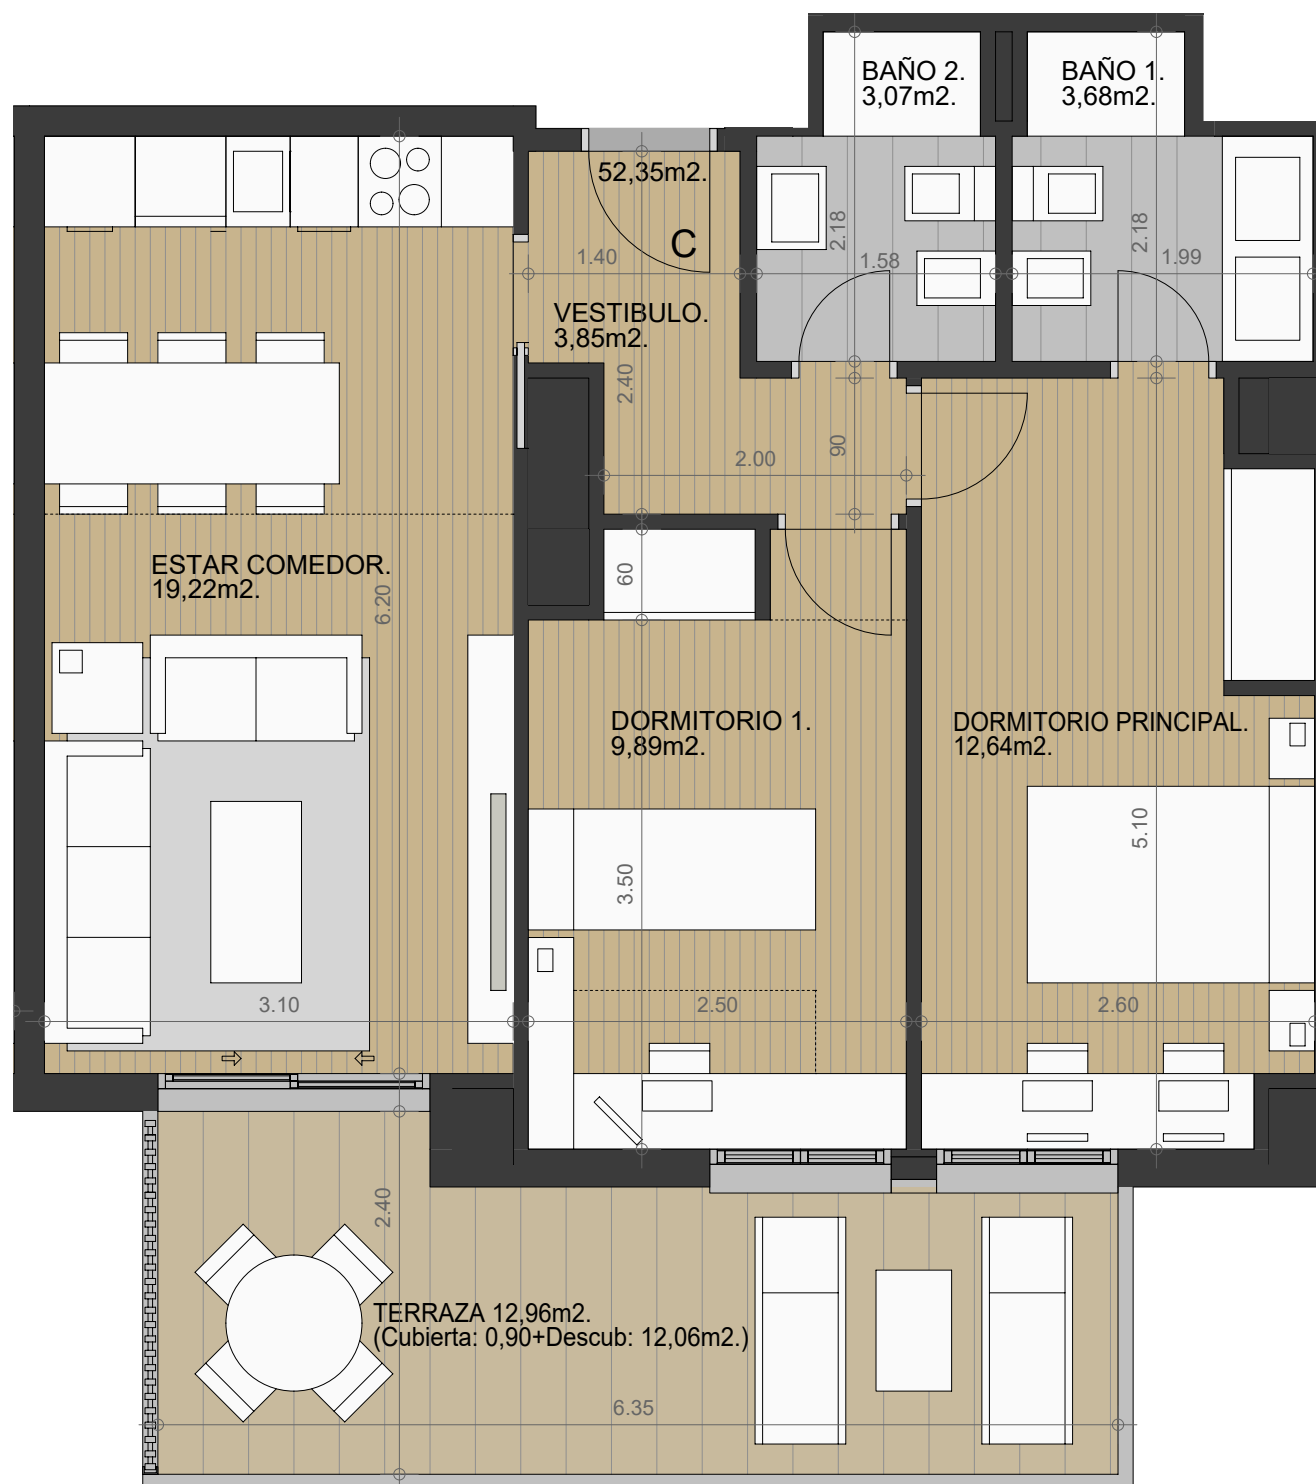 BAÑO 2.
3,07m2.
BAÑO 1.
3,68m2.
52,35m2.
C
2.18
2.18
1.40
1.58
1.99
VESTIBULO.
3,85m2.
2.40
90
2.00
ESTAR COMEDOR.
19,22m2.
6.20
60
DORMITORIO 1.
9,89m2.
DORMITORIO PRINCIPAL.
12,64m2.
5.10
3.50
3.10
2.50
2.60
2.40
TERRAZA 12,96m2.
(Cubierta: 0,90+Descub: 12,06m2.)
6.35